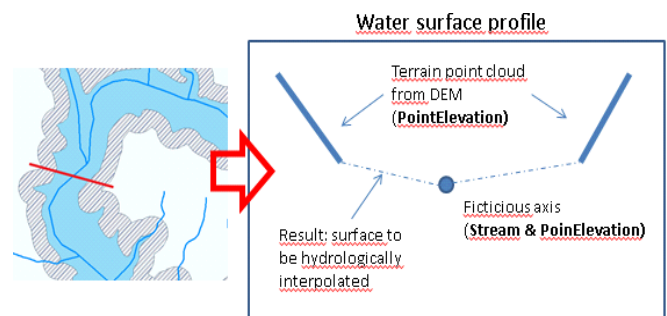 Water surface profile
Terrain point cloud
from DEM
(PointElevation)
Ficticious axis
(Stream & PoinElevation)
Result: surface to
be hydrologically
interpolated